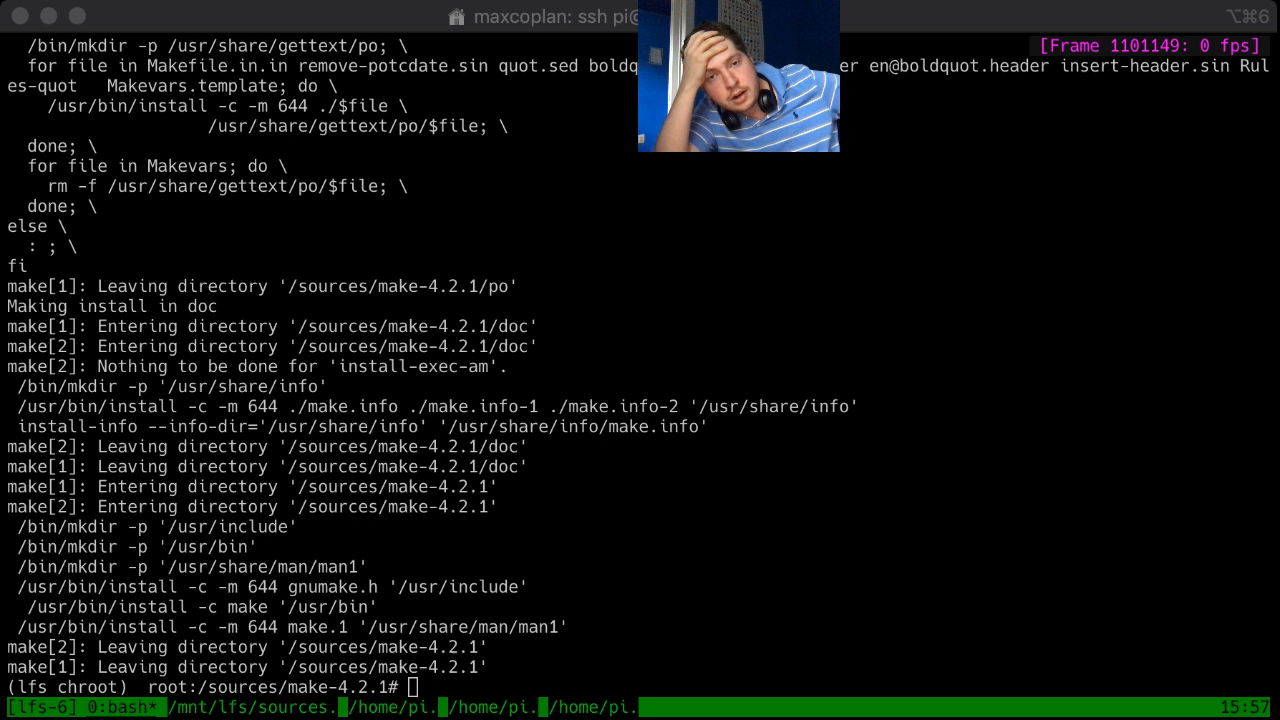 maxcoplan: ssh pi@
⌥⌘6
/bin/mkdir -p /usr/share/gettext/po; \
[Frame 1101149: 0 fps]
for file in Makefile.in.in remove-potcdate.sin quot.sed boldq er en@boldquot.header insert-header.sin Rul
es-quot   Makevars.template; do \
/usr/bin/install -c -m 644 ./$file \
/usr/share/gettext/po/$file; \
done; \
for file in Makevars; do \
rm -f /usr/share/gettext/po/$file; \
done; \
else \
: ; \
fi
make[1]: Leaving directory '/sources/make-4.2.1/po'
Making install in doc
make[1]: Entering directory '/sources/make-4.2.1/doc'
make[2]: Entering directory '/sources/make-4.2.1/doc'
make[2]: Nothing to be done for 'install-exec-am'.
/bin/mkdir -p '/usr/share/info'
/usr/bin/install -c -m 644 ./make.info ./make.info-1 ./make.info-2 '/usr/share/info'
install-info --info-dir='/usr/share/info' '/usr/share/info/make.info'
make[2]: Leaving directory '/sources/make-4.2.1/doc'
make[1]: Leaving directory '/sources/make-4.2.1/doc'
make[1]: Entering directory '/sources/make-4.2.1'
make[2]: Entering directory '/sources/make-4.2.1'
/bin/mkdir -p '/usr/include'
/bin/mkdir -p '/usr/bin'
/bin/mkdir -p '/usr/share/man/man1'
/usr/bin/install -c -m 644 gnumake.h '/usr/include'
/usr/bin/install -c make '/usr/bin'
/usr/bin/install -c -m 644 make.1 '/usr/share/man/man1'
make[2]: Leaving directory '/sources/make-4.2.1'
make[1]: Leaving directory '/sources/make-4.2.1'
(lfs chroot)  root:/sources/make-4.2.1#
[lfs-6] 0:bash* /mnt/lfs/sources. /home/pi. /home/pi. /home/pi. 15:57